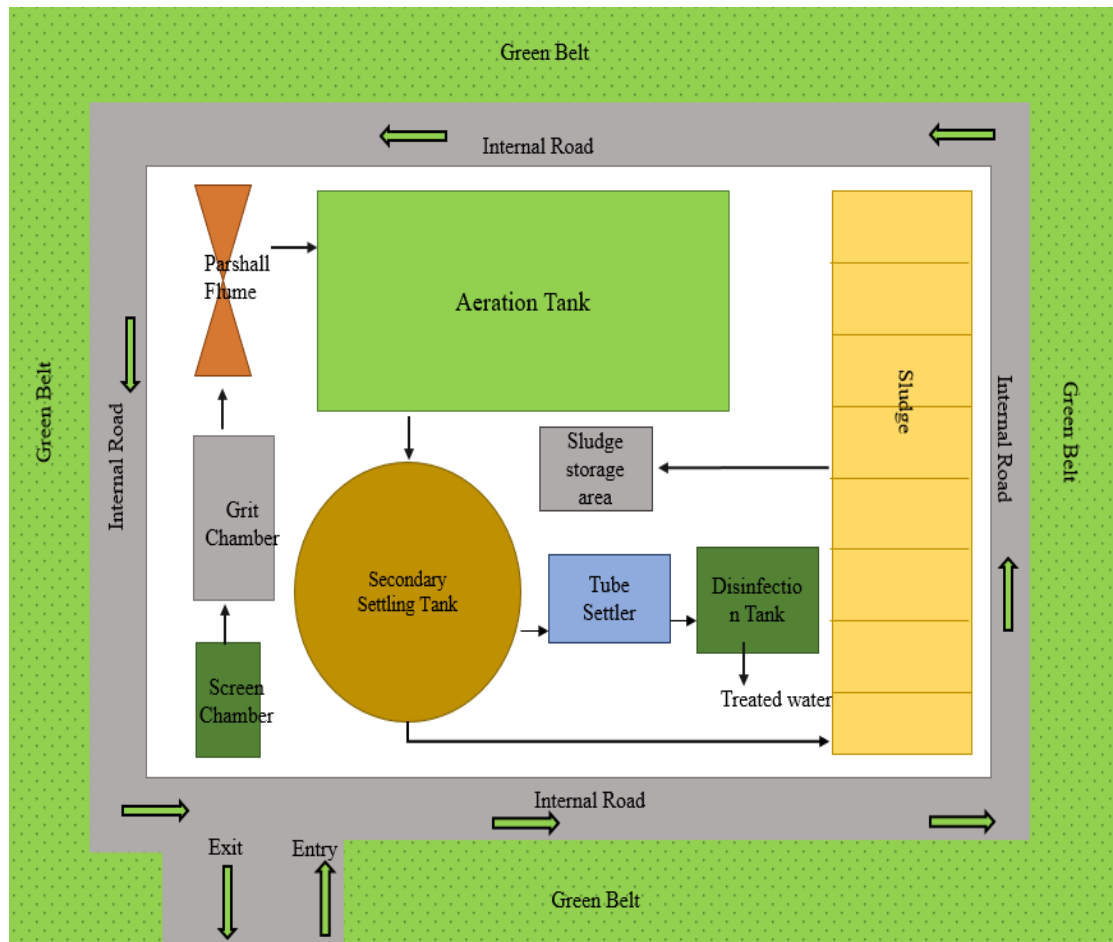 Green Belt
Internal Road
Parshall
Flume
Aeration Tank
Sludge
Green Belt
Internal Road
Internal Road
Green Belt
Sludge
storage
area
Grit
Chamber
Secondary
Settling Tank
Tube
Settler
Disinfectio
n Tank
Screen
Chamber
Treated water
Internal Road
Exit
Entry
Green Belt